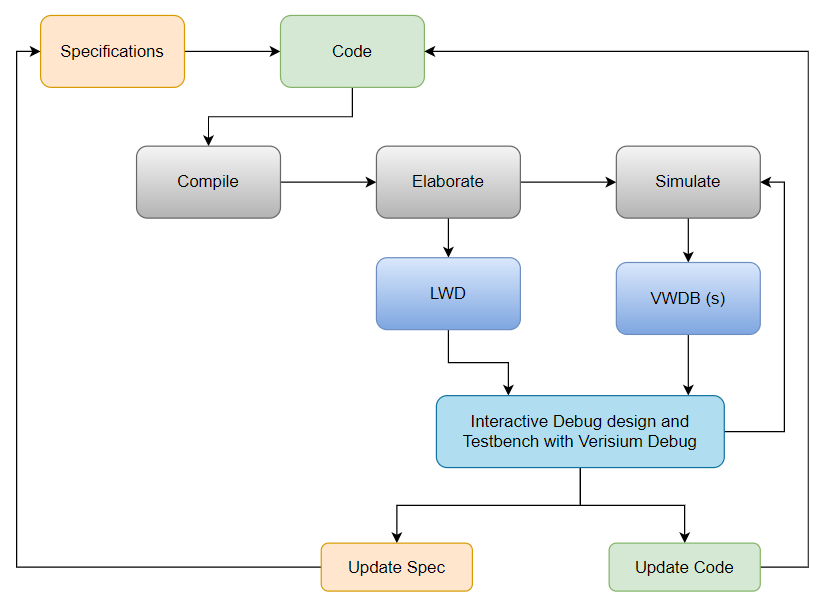 Specifications
Code
Compile
Elaborate
Simulate
LWD
VWDB (s)
Interactive Debug design and
Testbench with Verisium Debug
Update Spec
Update Code